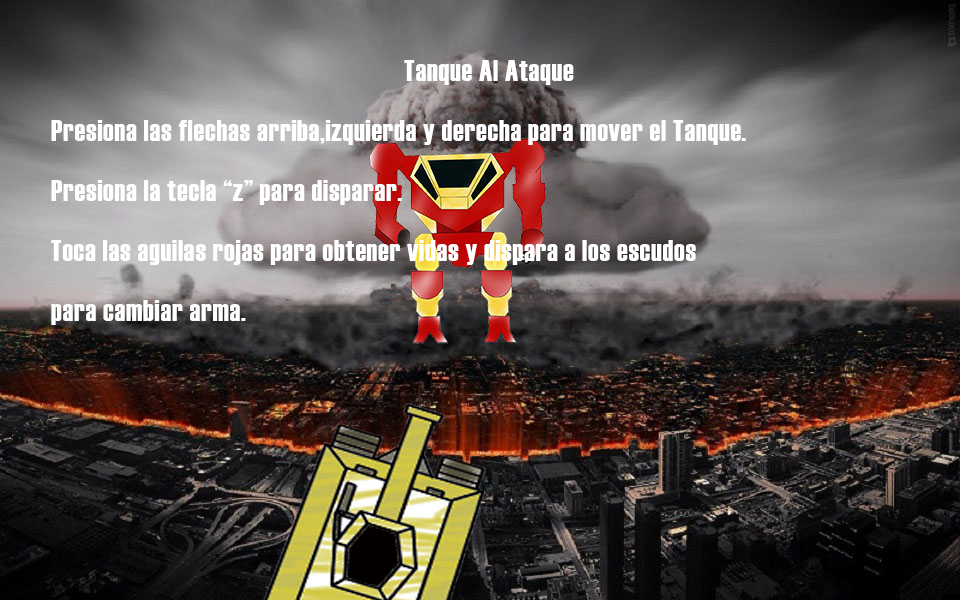 Tanque Al Ataque
Presiona las flechas arriba,izquierda y derecha para mover el Tanque.
Presiona la tecla “z” para disparar.
Toca las aguilas rojas para obtener vidas y dispara a los escudos
para cambiar arma.